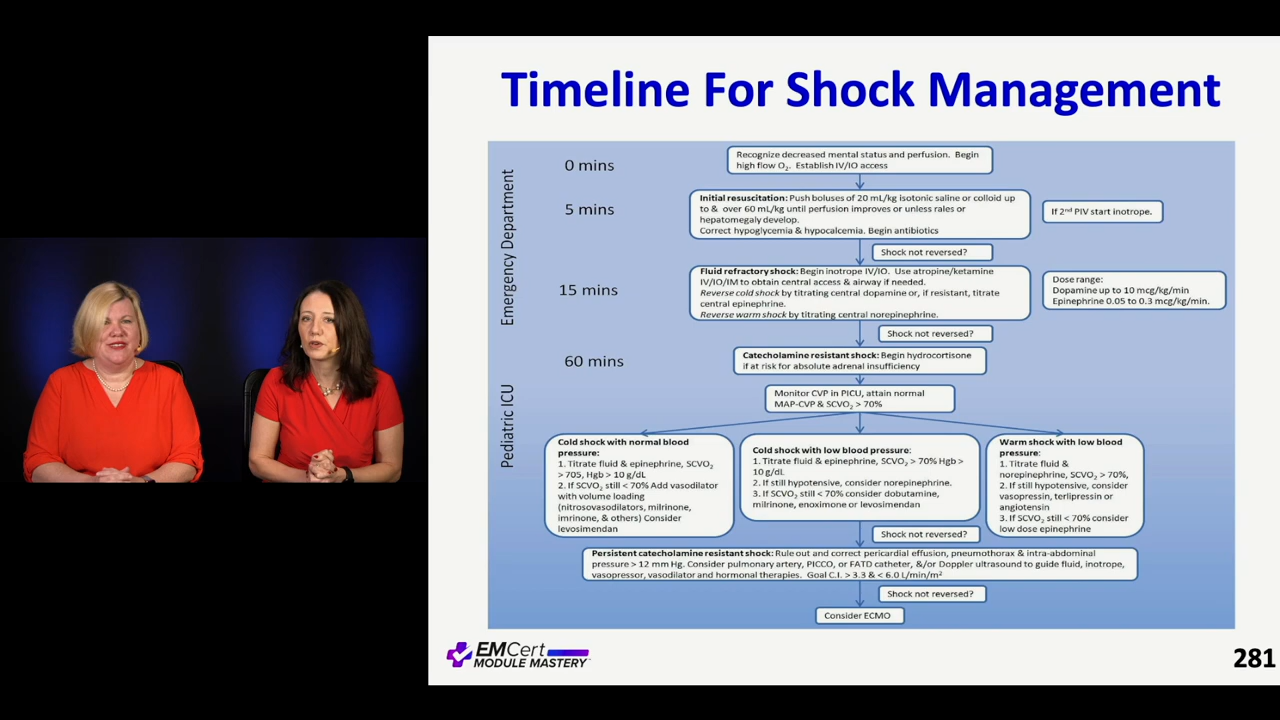 Timeline For Shock Management
Emergency Department
0 mins
Recognize decreased mental status and perfusion. Begin
high flow O2. Establish IV/IO access
5 mins
Initial resuscitation: Push boluses of 20 mL/kg isotonic saline or colloid up
to & over 60 mL/kg until perfusion improves or unless rales or
hepatomegaly develop.
Correct hypoglycemia & hypocalcemia. Begin antibiotics
If 2nd PIV start inotrope.
Shock not reversed?
15 mins
Fluid refractory shock: Begin inotrope IV/IO. Use atropine/ketamine
IV/IO/IM to obtain central access & airway if needed.
Reverse cold shock by titrating central dopamine or, if resistant, titrate
central epinephrine.
Reverse warm shock by titrating central norepinephrine.
Dose range:
Dopamine up to 10 mcg/kg/min
Epinephrine 0.05 to 0.3 mcg/kg/min.
Shock not reversed?
60 mins
Catecholamine resistant shock: Begin hydrocortisone
if at risk for absolute adrenal insufficiency
Pediatric ICU
Monitor CVP in PICU, attain normal
MAP-CVP & SCVO2 > 70%
Cold shock with normal blood
pressure:
1. Titrate fluid & epinephrine, SCVO2
> 705, Hgb > 10 g/dL
2. If SCVO2 still < 70% Add vasodilator
with volume loading
(nitrosovasodilators, milrinone,
imrinone, & others) Consider
levosimendan
Cold shock with low blood pressure:
1. Titrate fluid & epinephrine, SCVO2 > 70% Hgb >
10 g/dL
2. If still hypotensive, consider norepinephrine.
3. If SCVO2 still < 70% consider dobutamine,
milrinone, enoximone or levosimendan
Warm shock with low blood
pressure:
1. Titrate fluid &
norepinephrine, SCVO2 > 70%,
2. If still hypotensive, consider
vasopressin, terlipressin or
angiotensin
3. If SCVO2 still < 70% consider
low dose epinephrine
Shock not reversed?
Persistent catecholamine resistant shock: Rule out and correct pericardial effusion, pneumothorax & intra-abdominal
pressure > 12 mm Hg. Consider pulmonary artery, PICCO, or FATD catheter, &/or Doppler ultrasound to guide fluid, inotrope,
vasopressor, vasodilator and hormonal therapies. Goal C.I. > 3.3 & < 6.0 L/min/m2
Shock not reversed?
Consider ECMO
EMCert
MODULE MASTERY
281